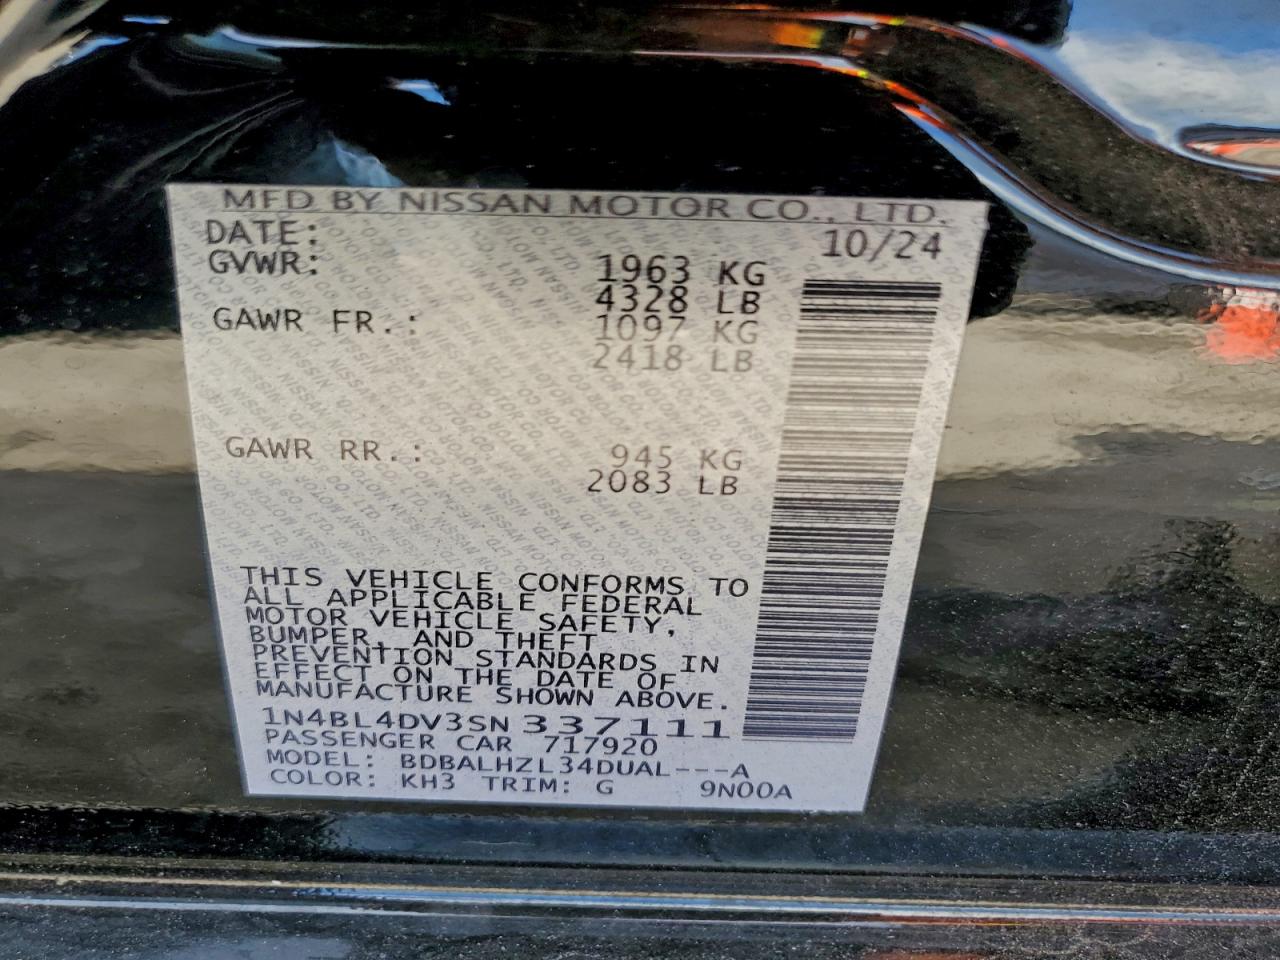 MFD BY NISSAN MOTOR CO., LTD.
DATE: 10/24
GVWR: 1963 KG
4328 LB
GAWR FR.: 1097 KG
2418 LB
GAWR RR.: 945 KG
2083 LB
THIS VEHICLE CONFORMS TO
ALL APPLICABLE FEDERAL
MOTOR VEHICLE SAFETY,
BUMPER, AND THEFT
PREVENTION STANDARDS IN
EFFECT ON THE DATE OF
MANUFACTURE SHOWN ABOVE.
1N4BL4DV3SN337111
PASSENGER CAR 717920
MODEL: BDBALHZL34DUAL---A
COLOR: KH3 TRIM: G 9N00A